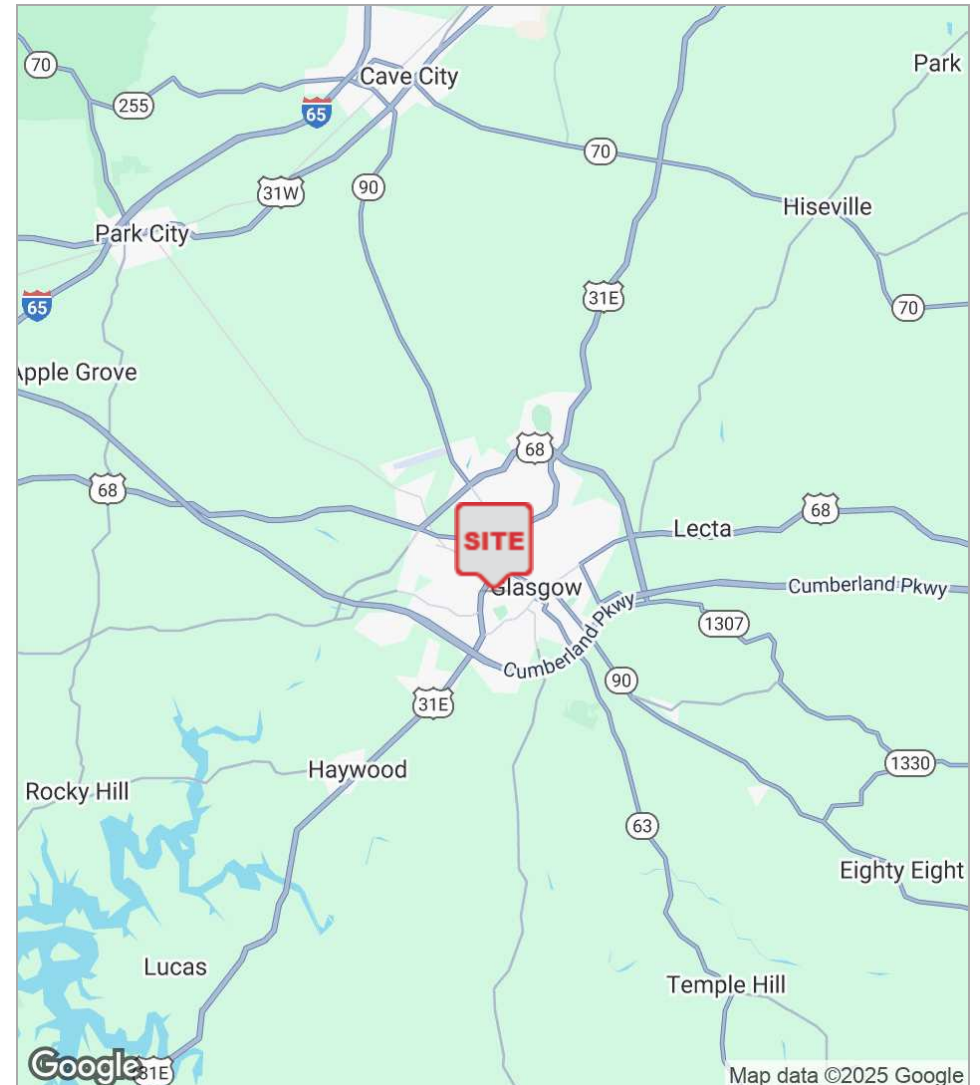 Park
70
Cave City
255
65
70
31W
90
Hiseville
Park City
31E
65
70
Apple Grove
68
68
68
SITE
Lecta
Glasgow
Cumberland Pkwy
1307
Cumberland Pkwy
90
31E
Haywood
1330
Rocky Hill
63
Eighty Eight
Lucas
Temple Hill
Google
31E
Map data ©2025 Google